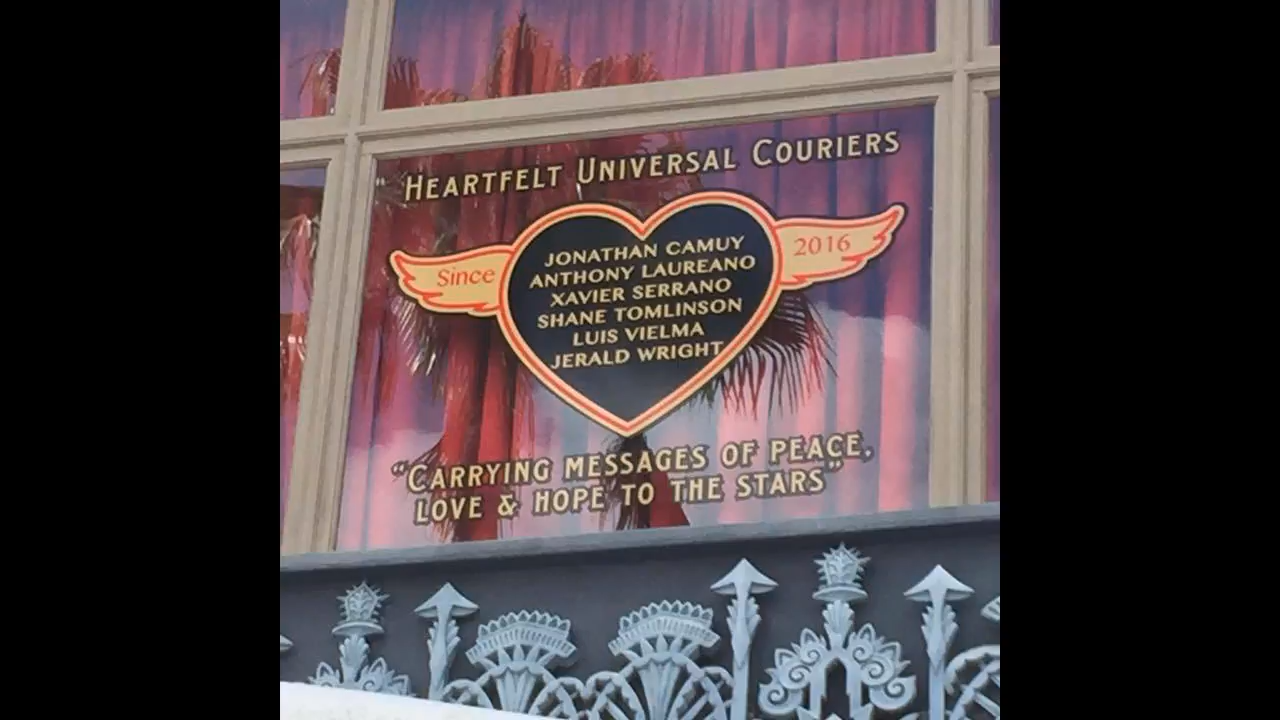 " HEARTFELT UNIVERSAL COURIERS
Since
2016
JONATHAN CAMUY
ANTHONY LAUREANO
XAVIER SERRANO
SHANE TOMLINSON
LUIS VIELMA
JERALD WRIGHT
"CARRYING MESSAGES OF PEACE,
LOVE & HOPE TO THE STARS"